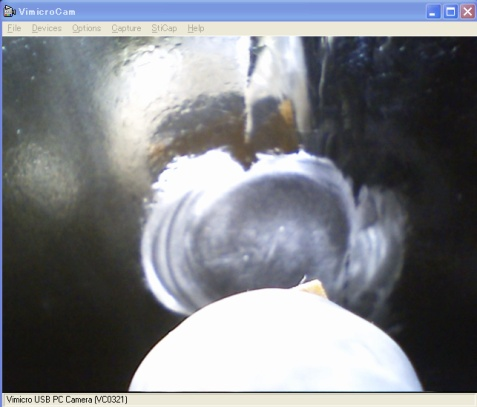 VimicroCam
File Devices Options Capture StiCap Help
Vimicro USB PC Camera (VC0321)